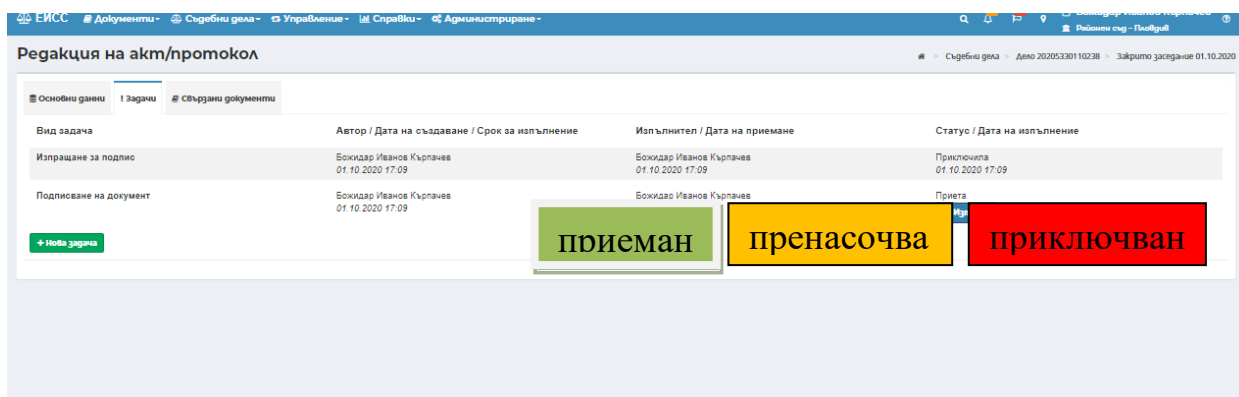 ЕИСС Документи Съдебни дела Управление Справки Администриране
Районен съд – Пловдив
Редакция на акт/протокол
> Съдебни дела > Дело 20205330110238 > Закрито заседание 01.10.2020
Основни данни ! Задачи Свързани документи
Вид задача Автор / Дата на създаване / Срок за изпълнение Изпълнител / Дата на приемане Статус / Дата на изпълнение
Изпращане за подпис Божидар Иванов Кърпачев Божидар Иванов Кърпачев Приключила
01.10.2020 17:09 01.10.2020 17:09 01.10.2020 17:09
Подписване на документ Божидар Иванов Кърпачев Божидар Иванов Кърпачев Приета
01.10.2020 17:09
приеман пренасочва приключван
+ Нова задача